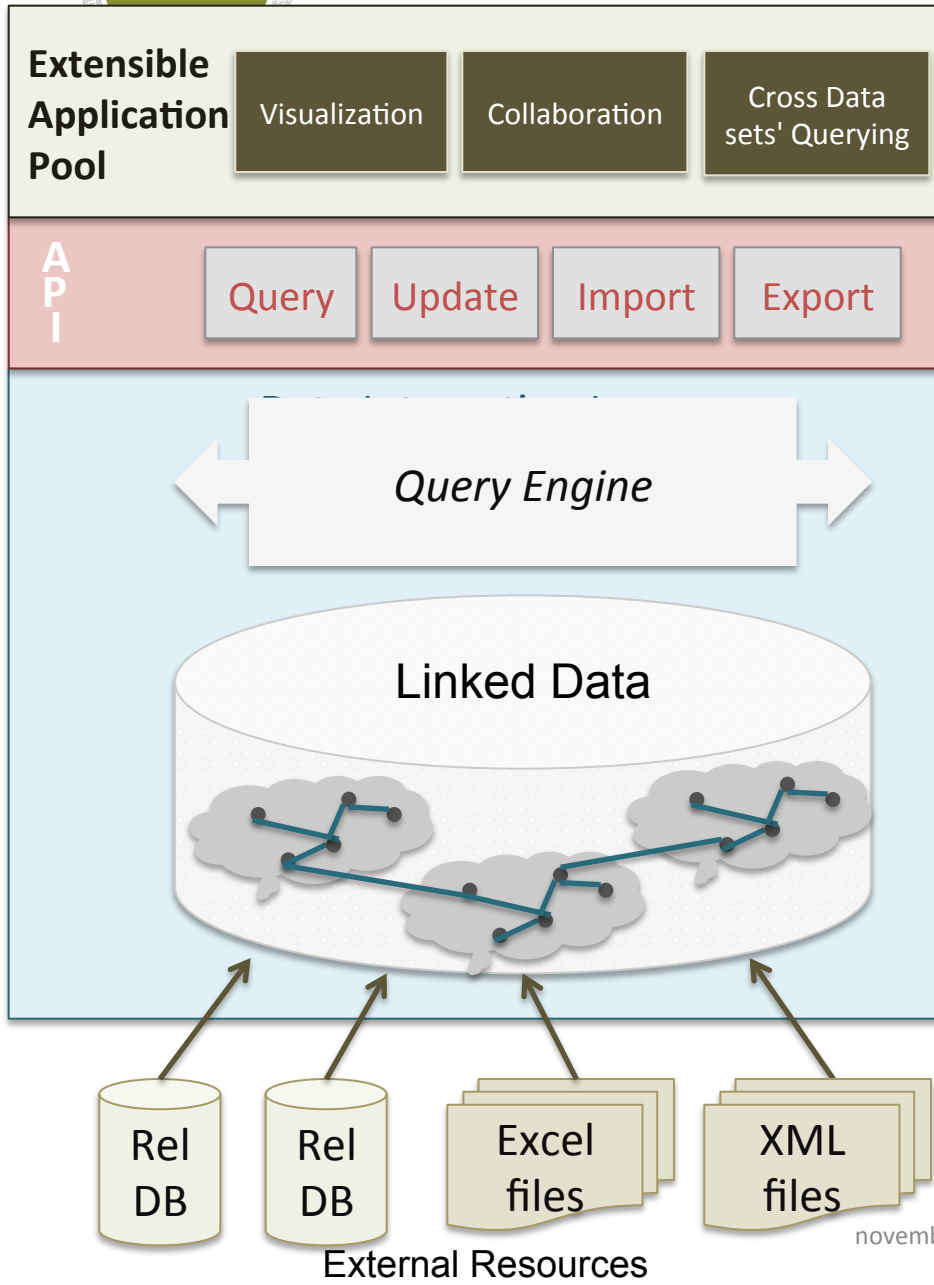 Extensible
Application
Pool
Visualization
Collaboration
Cross Data
sets' Querying
A
P
I
Query
Update
Import
Export
Query Engine
Linked Data
Rel
DB
Rel
DB
Excel
files
XML
files
External Resources